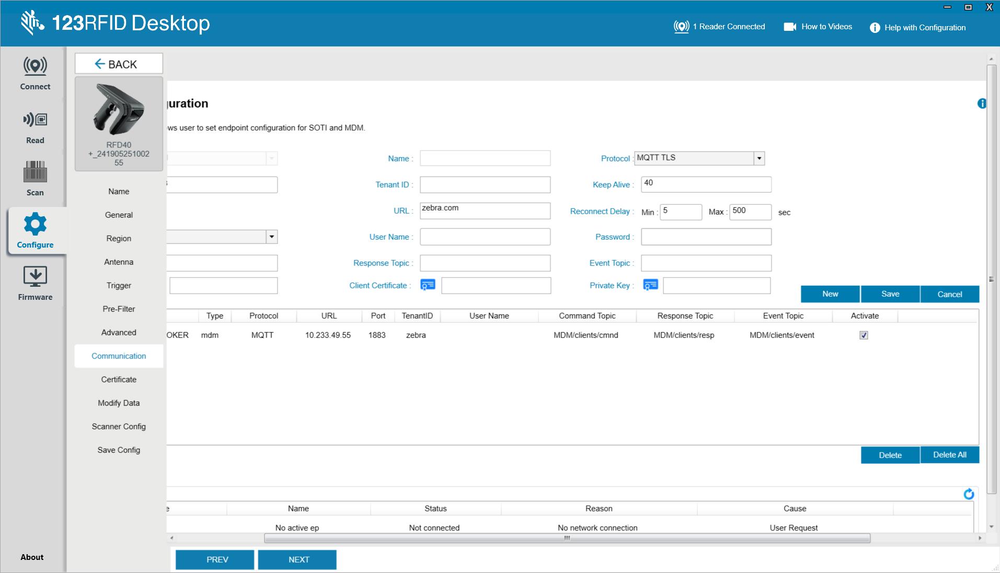 123RFID Desktop
1 Reader Connected
How to Videos
Help with Configuration
Connect
Read
Scan
Configure
Firmware
About
BACK
RFD40
+_241905251002
55
Name
General
Region
Antenna
Trigger
Pre-Filter
Advanced
Communication
Certificate
Modify Data
Scanner Config
Save Config
uration
ws user to set endpoint configuration for SOTI and MDM.
Name :
Protocol : MQTT TLS
Tenant ID :
Keep Alive : 40
URL : zebra.com
Reconnect Delay : Min : 5 Max : 500 sec
User Name :
Password :
Response Topic :
Event Topic :
Client Certificate :
Private Key :
New Save Cancel
Type Protocol URL Port TenantID User Name Command Topic Response Topic Event Topic Activate
OKER mdm MQTT 10.233.49.55 1883 zebra MDM/clients/cmnd MDM/clients/resp MDM/clients/event
Delete Delete All
e Name Status Reason Cause
No active ep Not connected No network connection User Request
PREV NEXT